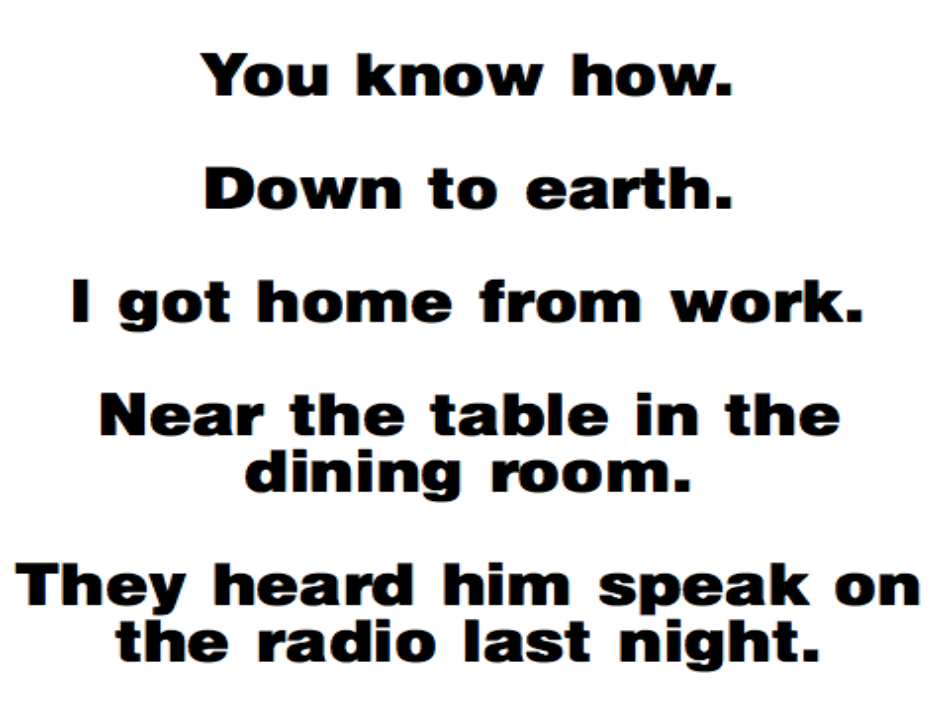 You know how.
Down to earth.
I got home from work.
Near the table in the
dining room.
They heard him speak on
the radio last night.